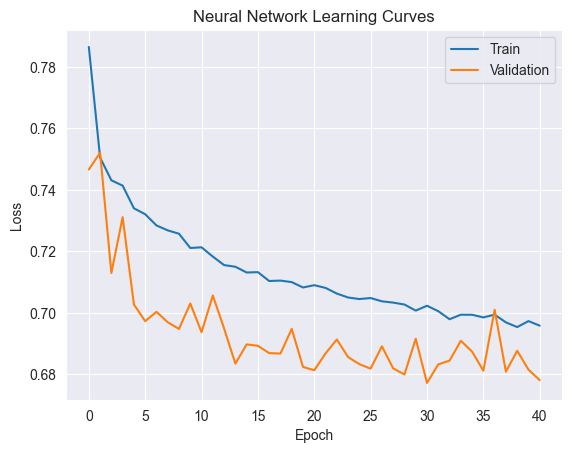 Neural Network Learning Curves
Train
Validation
0.78
0.76
0.74
0.72
0.70
0.68
Loss
0 5 10 15 20 25 30 35 40
Epoch